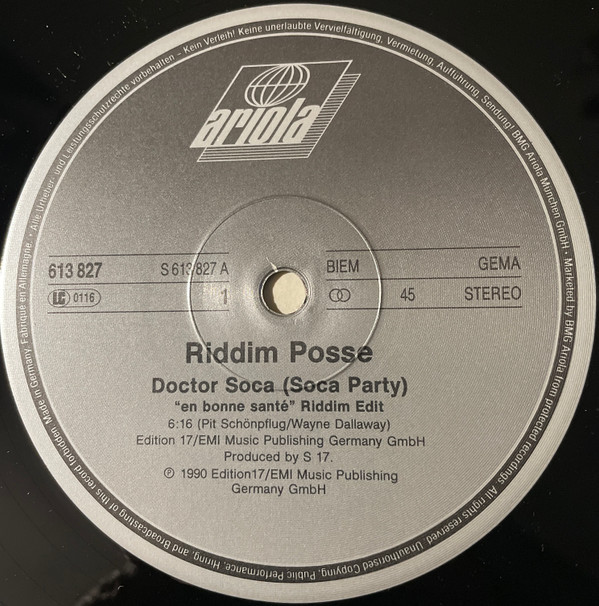 ariola
613 827
S 613 827 A
BIEM
GEMA
LC 0116
1
45
STEREO
Riddim Posse
Doctor Soca (Soca Party)
“en bonne santé” Riddim Edit
6:16 (Pit Schönpflug/Wayne Dallaway)
Edition 17/EMI Music Publishing Germany GmbH
Produced by S 17.
℗ 1990 Edition17/EMI Music Publishing
Germany GmbH
Made in Germany. Fabriqué en Allemagne. • Alle Urheber- und Leistungsschutzrechte vorbehalten – Kein Verleih! Keine unerlaubte Vervielfältigung, Vermietung, Aufführung, Sendung! BMG Ariola München GmbH • Marketed by BMG Ariola from protected recordings. All rights reserved. Unauthorised Copying, Public Performance, Hiring, and Broadcasting of this record forbidden